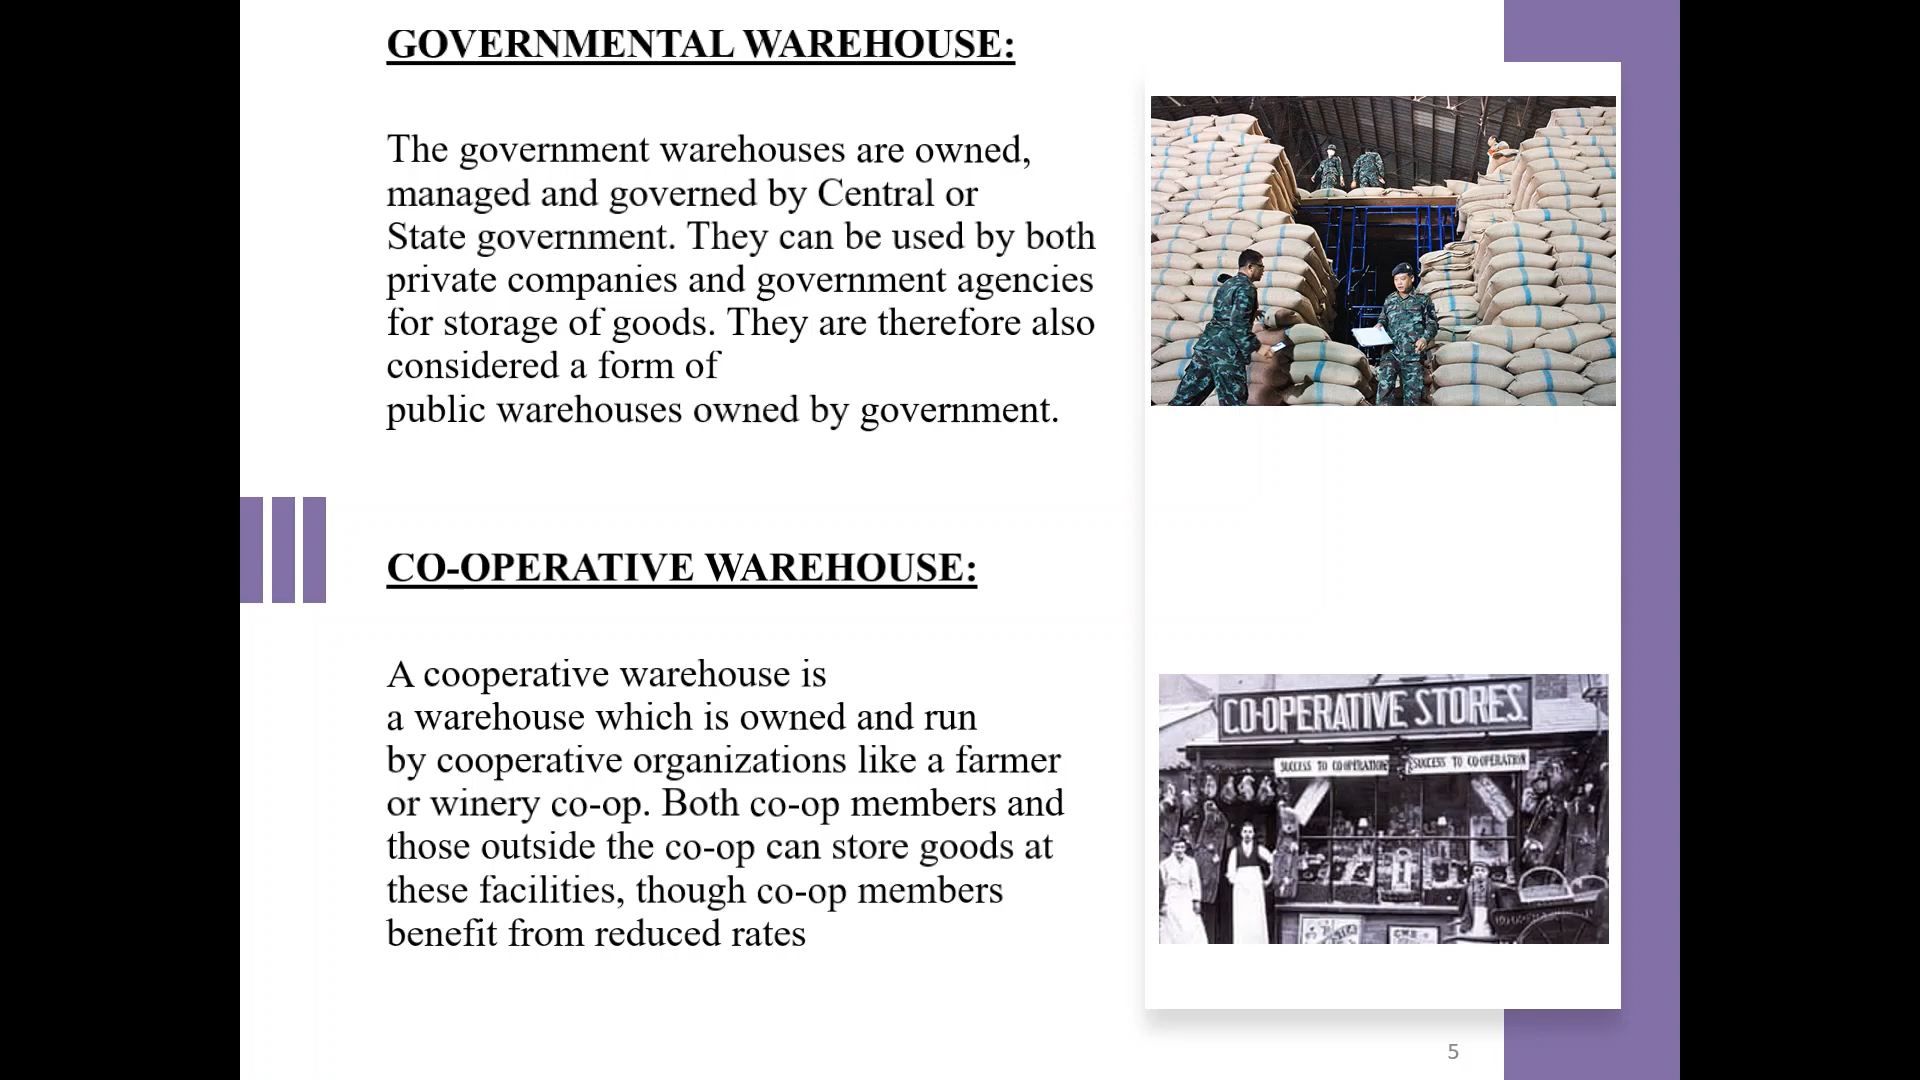 GOVERNMENTAL WAREHOUSE:
The government warehouses are owned,
managed and governed by Central or
State government. They can be used by both
private companies and government agencies
for storage of goods. They are therefore also
considered a form of
public warehouses owned by government.
CO-OPERATIVE WAREHOUSE:
A cooperative warehouse is
a warehouse which is owned and run
by cooperative organizations like a farmer
or winery co-op. Both co-op members and
those outside the co-op can store goods at
these facilities, though co-op members
benefit from reduced rates
CO-OPERATIVE STORES.
SUCCESS TO CO-OPERATION
SUCCESS TO CO-OPERATION
5